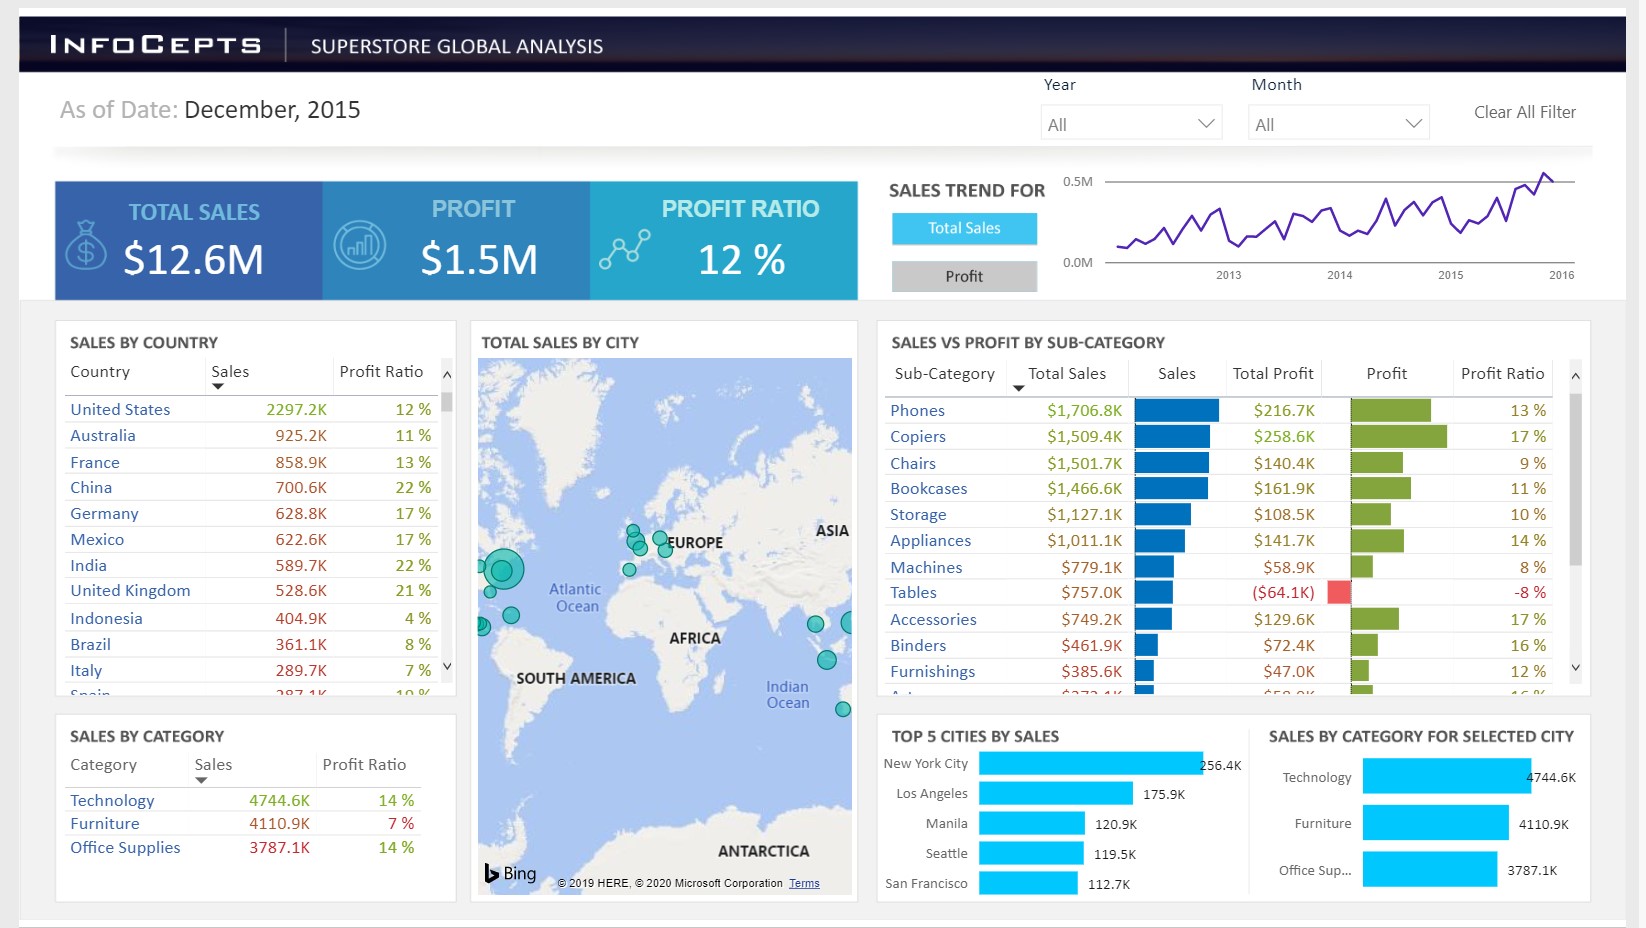 INFOCEPTS
SUPERSTORE GLOBAL ANALYSIS
As of Date: December, 2015
Year
All
Month
All
Clear All Filter
TOTAL SALES
$12.6M
PROFIT
$1.5M
PROFIT RATIO
12 %
SALES TREND FOR
Total Sales
Profit
0.5M
0.0M
2013 2014 2015 2016
SALES BY COUNTRY
Country Sales Profit Ratio
United States 2297.2K 12 %
Australia 925.2K 11 %
France 858.9K 13 %
China 700.6K 22 %
Germany 628.8K 17 %
Mexico 622.6K 17 %
India 589.7K 22 %
United Kingdom 528.6K 21 %
Indonesia 404.9K 4 %
Brazil 361.1K 8 %
Italy 289.7K 7 %
TOTAL SALES BY CITY
ASIA
EUROPE
Atlantic
Ocean
AFRICA
SOUTH AMERICA
Indian
Ocean
ANTARCTICA
Bing
© 2019 HERE, © 2020 Microsoft Corporation Terms
SALES VS PROFIT BY SUB-CATEGORY
Sub-Category Total Sales Sales Total Profit Profit Profit Ratio
Phones $1,706.8K $216.7K 13 %
Copiers $1,509.4K $258.6K 17 %
Chairs $1,501.7K $140.4K 9 %
Bookcases $1,466.6K $161.9K 11 %
Storage $1,127.1K $108.5K 10 %
Appliances $1,011.1K $141.7K 14 %
Machines $779.1K $58.9K 8 %
Tables $757.0K ($64.1K) -8 %
Accessories $749.2K $129.6K 17 %
Binders $461.9K $72.4K 16 %
Furnishings $385.6K $47.0K 12 %
SALES BY CATEGORY
Category Sales Profit Ratio
Technology 4744.6K 14 %
Furniture 4110.9K 7 %
Office Supplies 3787.1K 14 %
TOP 5 CITIES BY SALES
New York City 256.4K
Los Angeles 175.9K
Manila 120.9K
Seattle 119.5K
San Francisco 112.7K
SALES BY CATEGORY FOR SELECTED CITY
Technology 4744.6K
Furniture 4110.9K
Office Sup... 3787.1K